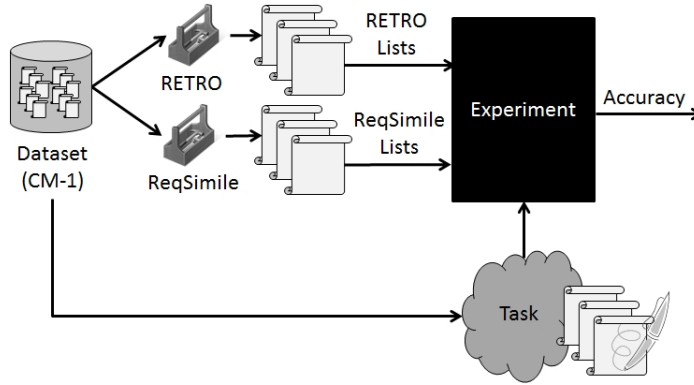 RETRO
Lists
RETRO
Experiment
Accuracy
ReqSimile
Lists
Dataset
(CM-1)
ReqSimile
Task